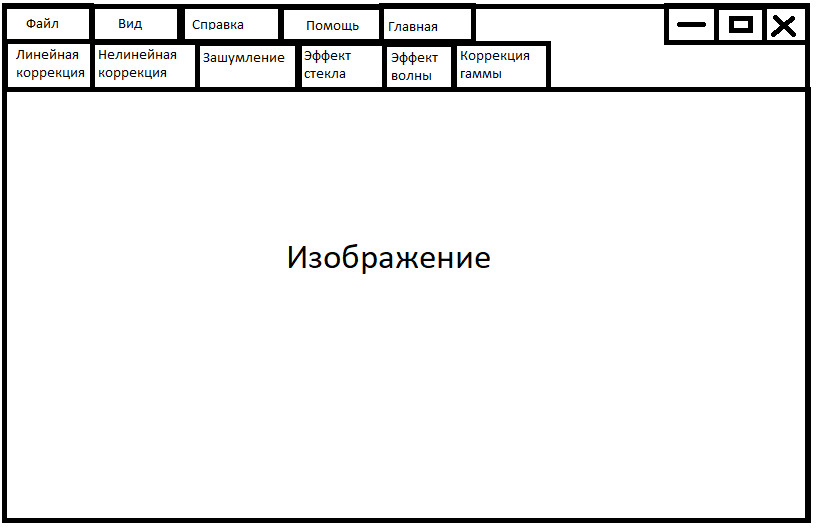 Файл Вид Справка Помощь Главная
Линейная Нелинейная Зашумление Эффект Эффект Коррекция
коррекция коррекция стекла волны гаммы
Изображение